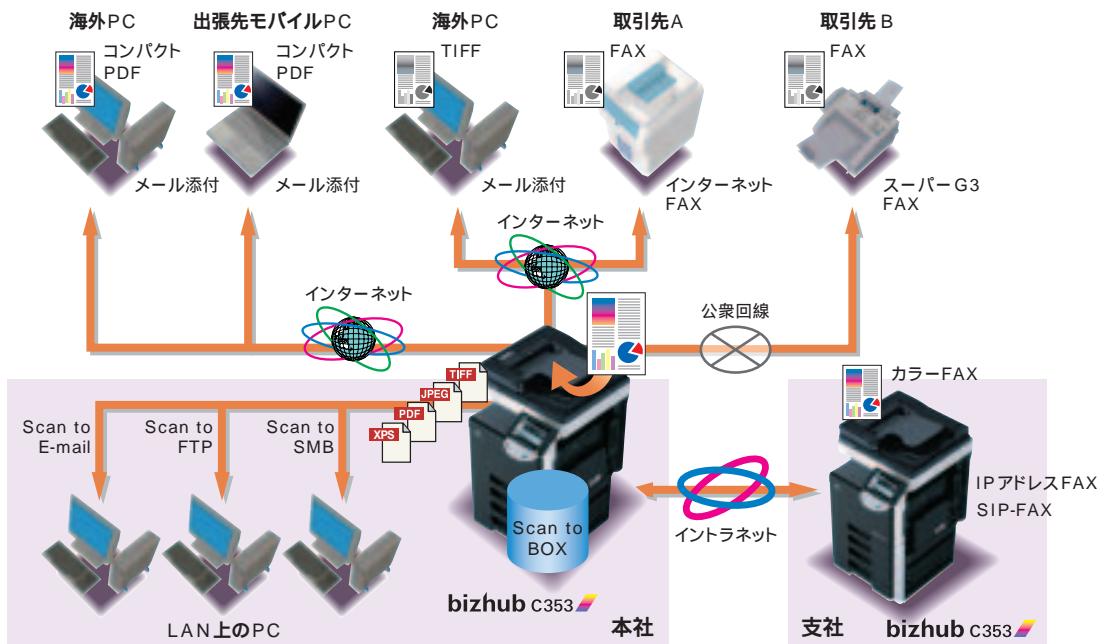 海外PC
コンパクト
PDF
メール添付
出張先モバイルPC
コンパクト
PDF
メール添付
海外PC
TIFF
メール添付
取引先A
FAX
インターネット
FAX
取引先B
FAX
スーパーG3
FAX
インターネット
インターネット
公衆回線
TIFF
JPEG
PDF
XPS
Scan to
E-mail
Scan to
FTP
Scan to
SMB
LAN上のPC
Scan to
BOX
bizhub C353
本社
イントラネット
カラーFAX
IPアドレスFAX
SIP-FAX
支社
bizhub C353